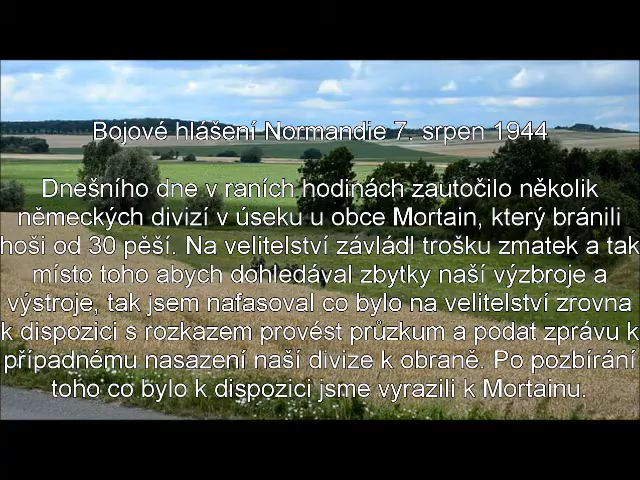 Bojové hlášení Normandie 7. srpen 1944
Dnešního dne v raních hodinách zautočilo několik
německých divizí v úseku u obce Mortain, který bránili
hoši od 30 pěší. Na velitelství závládl trošku zmatek a tak
místo toho abych dohledával zbytky naší výzbroje a
výstroje, tak jsem nafasoval co bylo na velitelství zrovna
k dispozici s rozkazem provést průzkum a podat zprávu k
případnému nasazení naší divize k obraně. Po pozbírání
toho co bylo k dispozici jsme vyrazili k Mortainu.